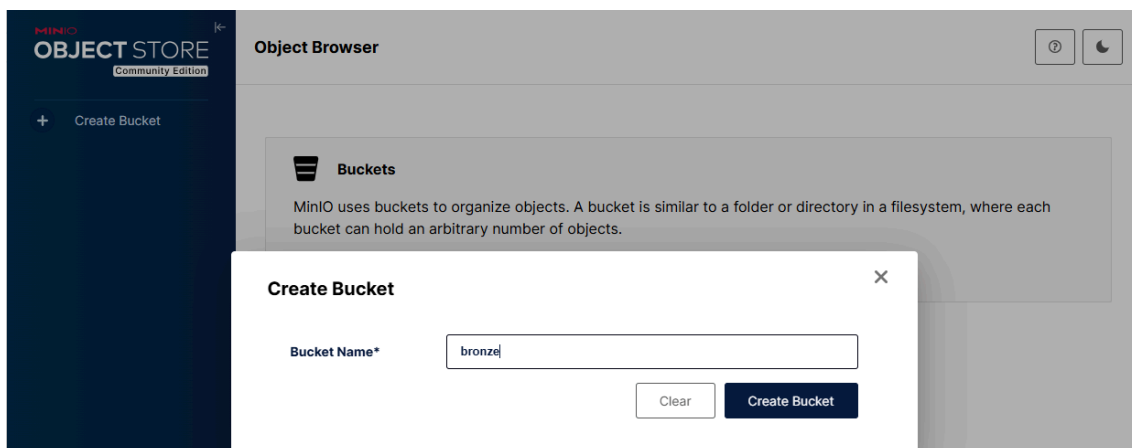 MINIO
OBJECT STORE
Community Edition
Create Bucket
Object Browser
Buckets
MinIO uses buckets to organize objects. A bucket is similar to a folder or directory in a filesystem, where each
bucket can hold an arbitrary number of objects.
Create Bucket
Bucket Name*
bronze
Clear
Create Bucket